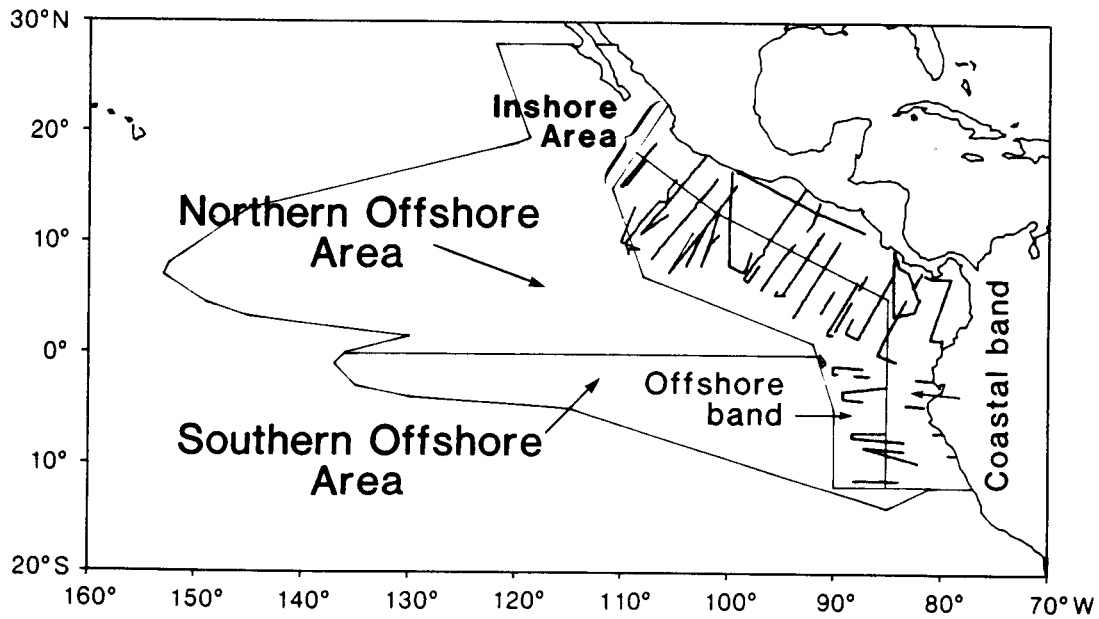 30°N
20°
10°
0°
10°
20°S
160°
150°
140°
130°
120°
110°
100°
90°
80°
70°W
Inshore
Area
Northern Offshore
Area
Southern Offshore
Area
Offshore
band
Coastal band